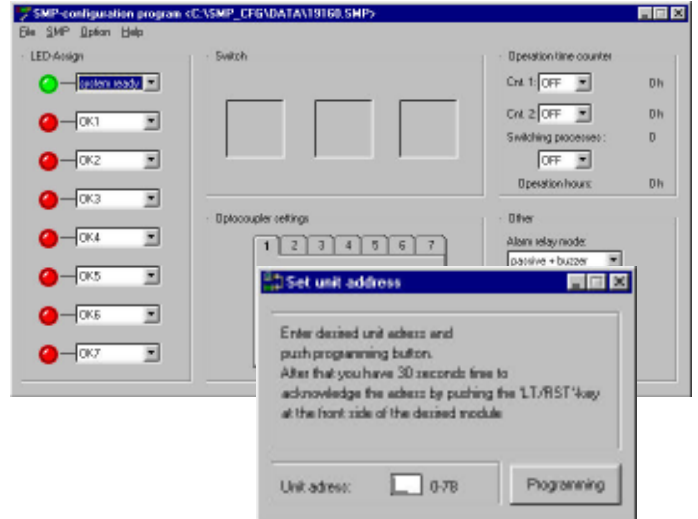 SMP-configuration program <C:\SMP_CFG\DATA\19160.SMP>
File SMP Option Help
LED-Assign
system ready
OK1
OK2
OK3
OK4
OK5
OK6
OK7
Switch
Optocoupler settings
1 2 3 4 5 6 7
Operation time counter
Cnt. 1: OFF 0 h
Cnt. 2: OFF 0 h
Switching processes: 0
OFF
Operation hours: 0 h
Other
Alarm relay mode:
passive + buzzer
Set unit address
Enter desired unit adress and
push programming button.
After that you have 30 seconds time to
acknowledge the adress by pushing the 'LT/RST'-key
at the front side of the desired module
Unit adress: 0-78
Programming